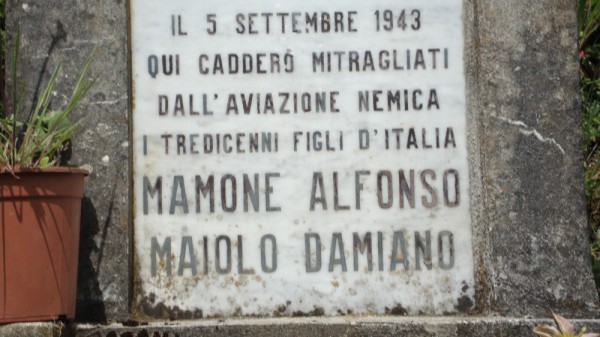 IL 5 SETTEMBRE 1943
QUI CADDERO MITRAGLIATI
DALL'AVIAZIONE NEMICA
I TREDICENNI FIGLI D'ITALIA
MAMONE ALFONSO
MAIOLO DAMIANO